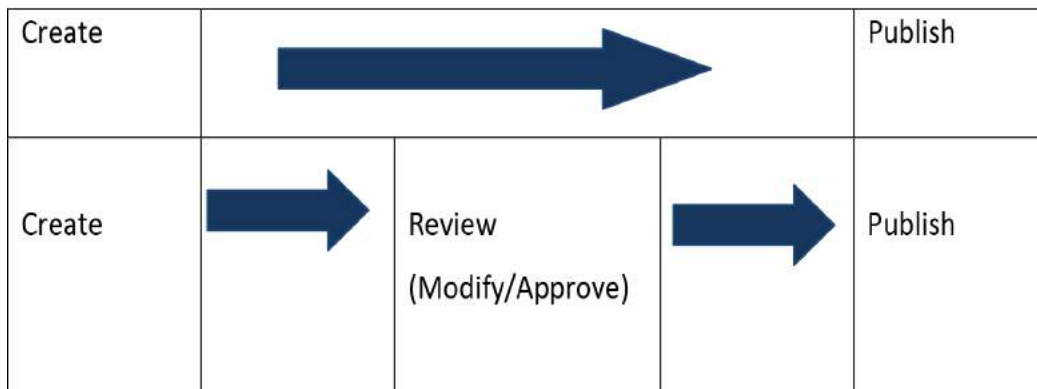 Create
Publish
Create
Review
(Modify/Approve)
Publish